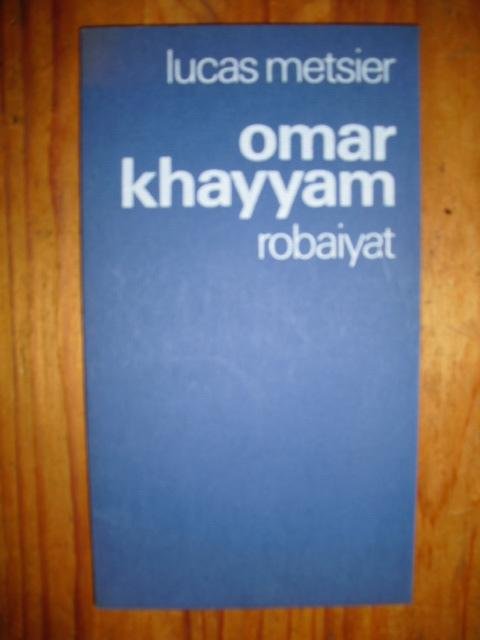 lucas metsier
omar
khayyam
robaiyat